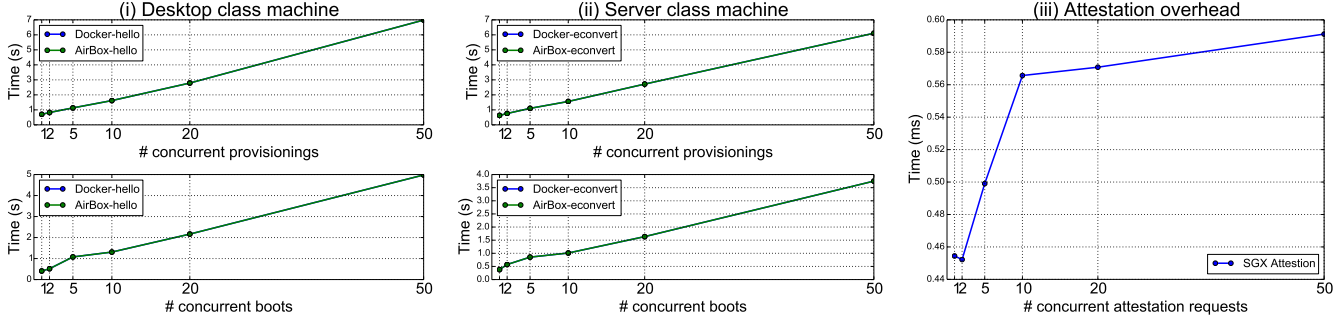 (i) Desktop class machine
7
6
5
4
3
2
1
0
Time (s)
Docker-hello
AirBox-hello
1 2 5 10 20 50
# concurrent provisionings
5
4
3
2
1
0
Time (s)
Docker-hello
AirBox-hello
1 2 5 10 20 50
# concurrent boots
(ii) Server class machine
7
6
5
4
3
2
1
0
Time (s)
Docker-econvert
AirBox-econvert
1 2 5 10 20 50
# concurrent provisionings
4.0
3.5
3.0
2.5
2.0
1.5
1.0
0.5
0.0
Time (s)
Docker-econvert
AirBox-econvert
1 2 5 10 20 50
# concurrent boots
(iii) Attestation overhead
0.60
0.58
0.56
0.54
0.52
0.50
0.48
0.46
0.44
Time (ms)
SGX Attestion
1 2 5 10 20 50
# concurrent attestation requests